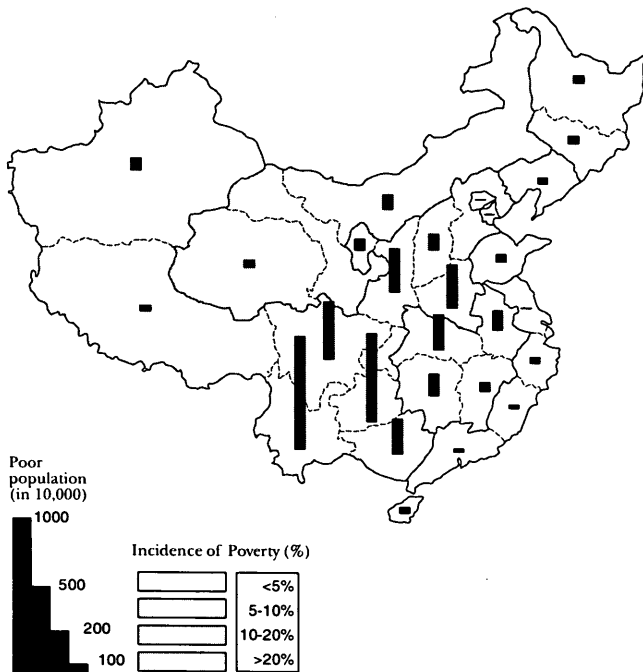 Poor
population
(in 10,000)
1000
500
200
100
Incidence of Poverty (%)
<5%
5-10%
10-20%
>20%